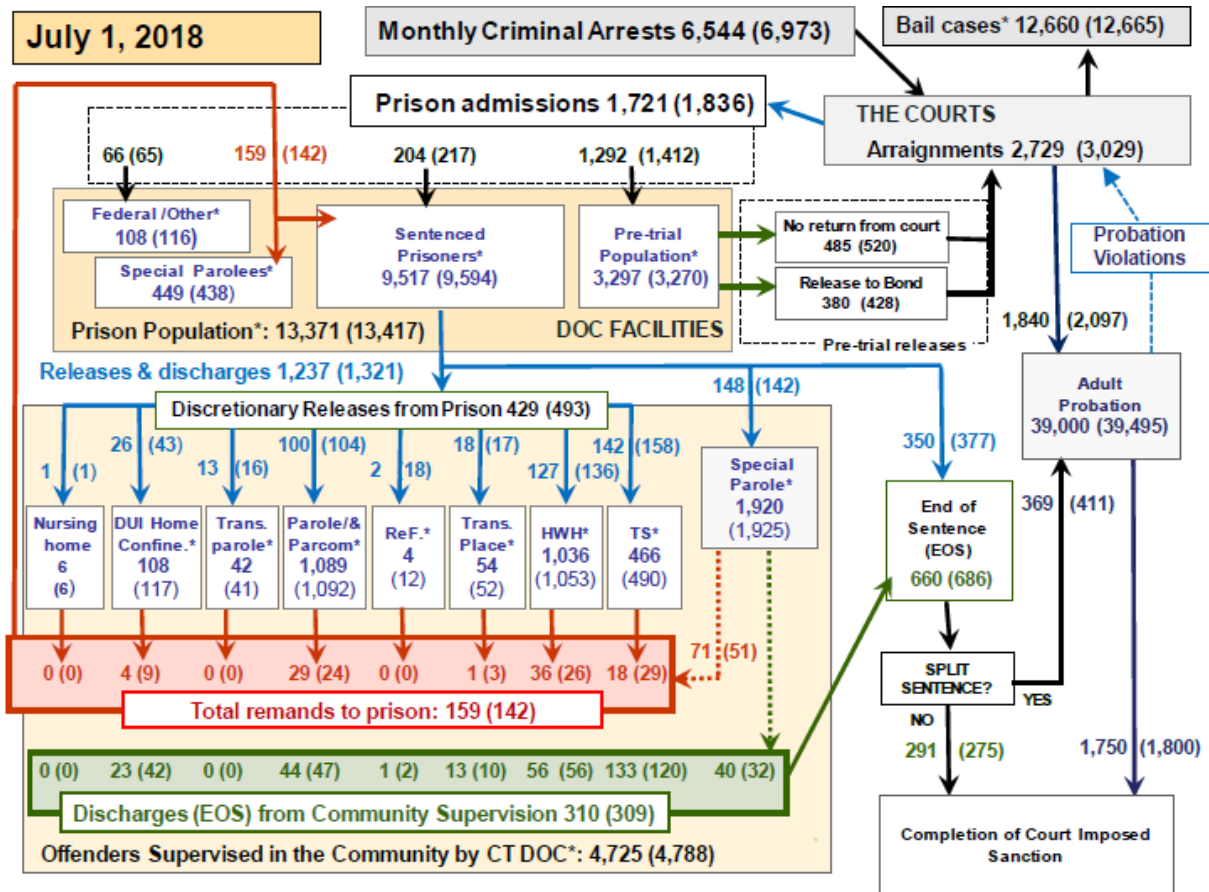 July 1, 2018
Monthly Criminal Arrests 6,544 (6,973)
Bail cases* 12,660 (12,665)
Prison admissions 1,721 (1,836)
THE COURTS
Arraignments 2,729 (3,029)
66 (65)
159 (142)
204 (217)
1,292 (1,412)
Federal /Other*
108 (116)
Special Parolees*
449 (438)
Sentenced
Prisoners*
9,517 (9,594)
Pre-trial
Population*
3,297 (3,270)
No return from court
485 (520)
Release to Bond
380 (428)
Pre-trial releases
Probation
Violations
Prison Population*: 13,371 (13,417)
DOC FACILITIES
1,840 (2,097)
Releases & discharges 1,237 (1,321)
148 (142)
Adult
Probation
39,000 (39,495)
Discretionary Releases from Prison 429 (493)
26 (43)
100 (104)
18 (17)
142 (158)
350 (377)
1 (1)
13 (16)
2 (18)
127 (136)
Special
Parole*
1,920
(1,925)
369 (411)
Nursing
home
6
(6)
DUI Home
Confine.*
108
(117)
Trans.
parole*
42
(41)
Parole/&
Parcom*
1,089
(1,092)
ReF.*
4
(12)
Trans.
Place*
54
(52)
HWH*
1,036
(1,053)
TS*
466
(490)
End of
Sentence
(EOS)
660 (686)
71 (51)
0 (0) 4 (9) 0 (0) 29 (24) 0 (0) 1 (3) 36 (26) 18 (29)
Total remands to prison: 159 (142)
SPLIT
SENTENCE?
YES
NO
291 (275)
1,750 (1,800)
0 (0) 23 (42) 0 (0) 44 (47) 1 (2) 13 (10) 56 (56) 133 (120) 40 (32)
Discharges (EOS) from Community Supervision 310 (309)
Offenders Supervised in the Community by CT DOC*: 4,725 (4,788)
Completion of Court Imposed
Sanction